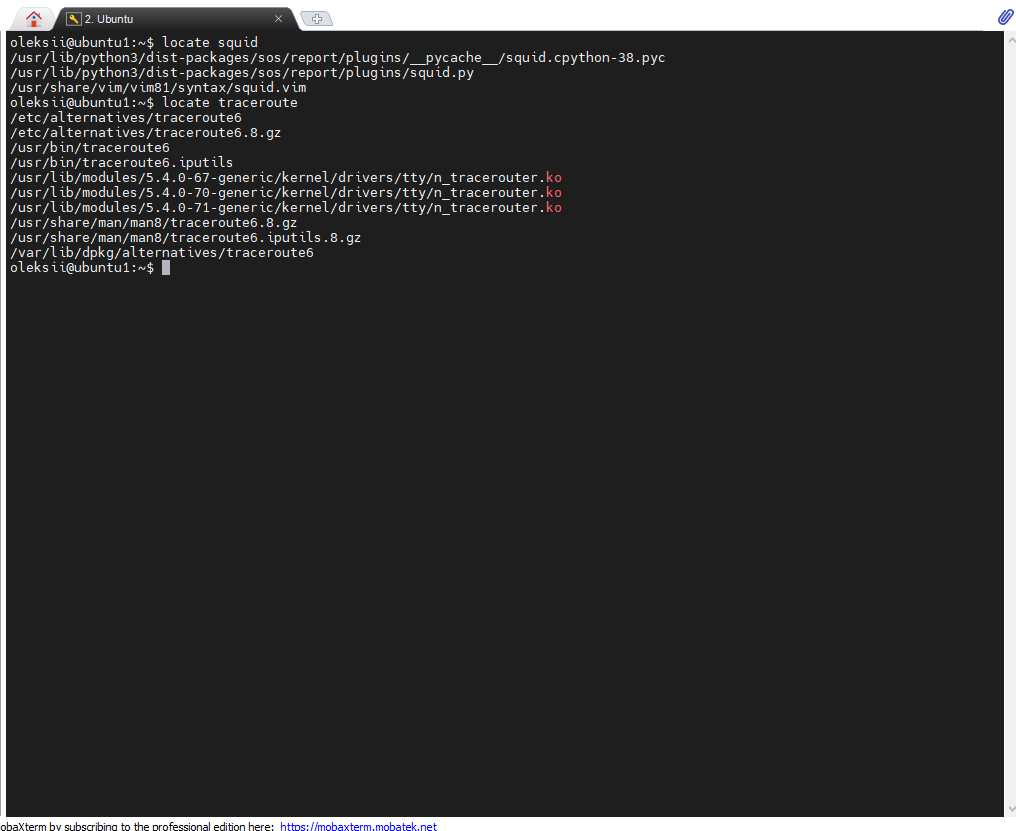 2. Ubuntu
oleksii@ubuntu1:~$ locate squid
/usr/lib/python3/dist-packages/sos/report/plugins/__pycache__/squid.cpython-38.pyc
/usr/lib/python3/dist-packages/sos/report/plugins/squid.py
/usr/share/vim/vim81/syntax/squid.vim
oleksii@ubuntu1:~$ locate traceroute
/etc/alternatives/traceroute6
/etc/alternatives/traceroute6.8.gz
/usr/bin/traceroute6
/usr/bin/traceroute6.iputils
/usr/lib/modules/5.4.0-67-generic/kernel/drivers/tty/n_tracerouter.ko
/usr/lib/modules/5.4.0-70-generic/kernel/drivers/tty/n_tracerouter.ko
/usr/lib/modules/5.4.0-71-generic/kernel/drivers/tty/n_tracerouter.ko
/usr/share/man/man8/traceroute6.8.gz
/usr/share/man/man8/traceroute6.iputils.8.gz
/var/lib/dpkg/alternatives/traceroute6
oleksii@ubuntu1:~$
obaXterm by subscribing to the professional edition here: https://mobaxterm.mobatek.net